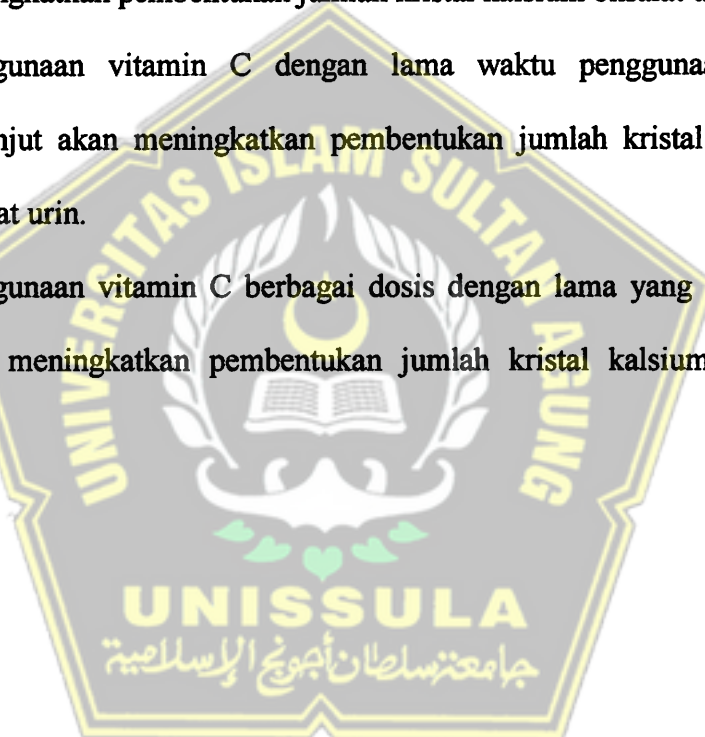 gunaan vitamin C dengan lama waktu penggunaa
njut akan meningkatkan pembentukan jumlah kristal
at urin.
gunaan vitamin C berbagai dosis dengan lama yang
meningkatkan pembentukan jumlah kristal kalsium
UNIVERSITAS ISLAM SULTAN AGUNG
UNISSULA
جامعة سلطان أجونج الإسلامية